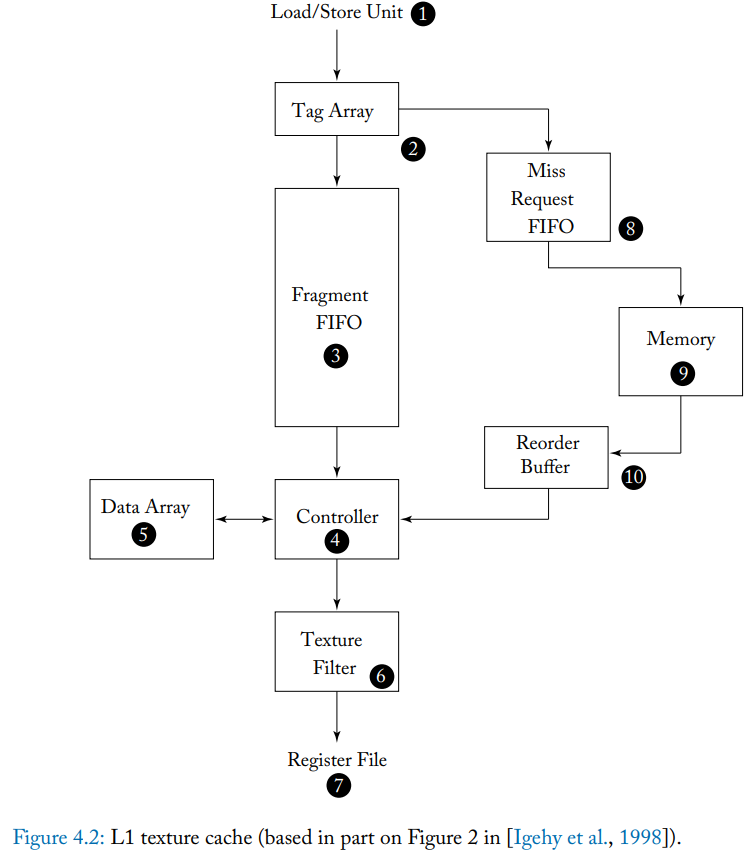 Load/Store Unit 1
Tag Array
2
Miss
Request
FIFO
8
Fragment
FIFO
3
Memory
9
Reorder
Buffer
10
Data Array
5
Controller
4
Texture
Filter
6
Register File
7
Figure 4.2: L1 texture cache (based in part on Figure 2 in [Igehy et al., 1998]).